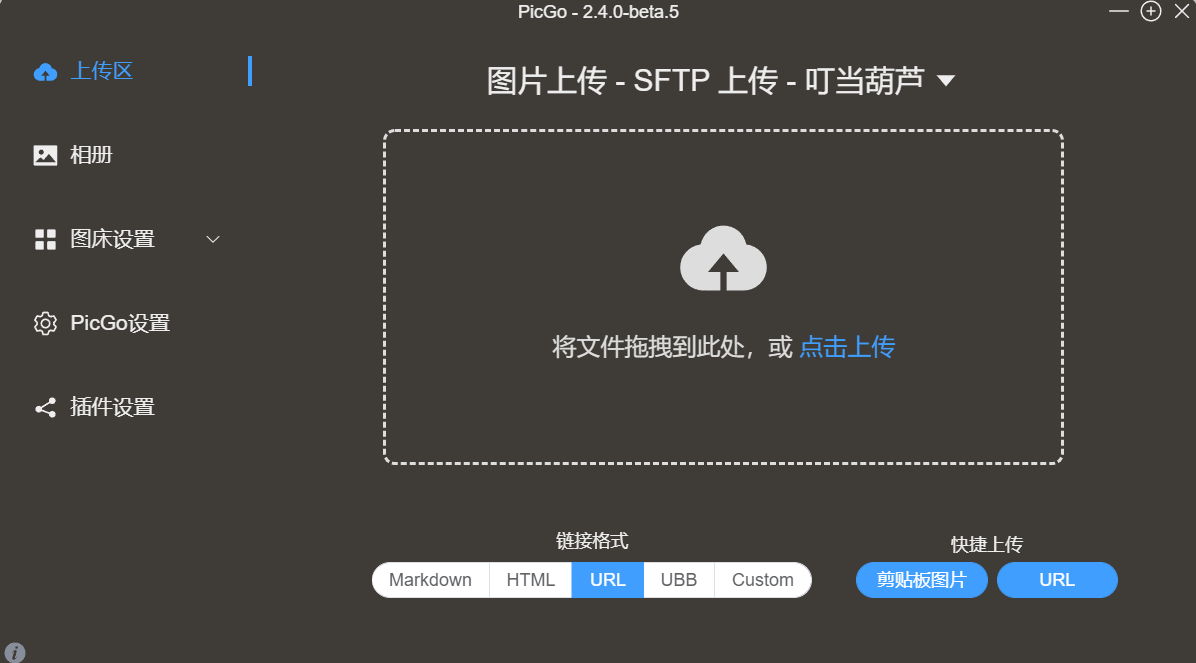 PicGo - 2.4.0-beta.5
上传区
图片上传 - SFTP 上传 - 叮当葫芦
相册
图床设置
PicGo设置
插件设置
将文件拖拽到此处，或 点击上传
链接格式
快捷上传
Markdown HTML URL UBB Custom
剪贴板图片 URL
i